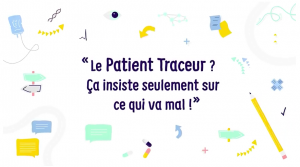 « Le Patient Traceur ?
Ça insiste seulement sur
ce qui va mal ! »